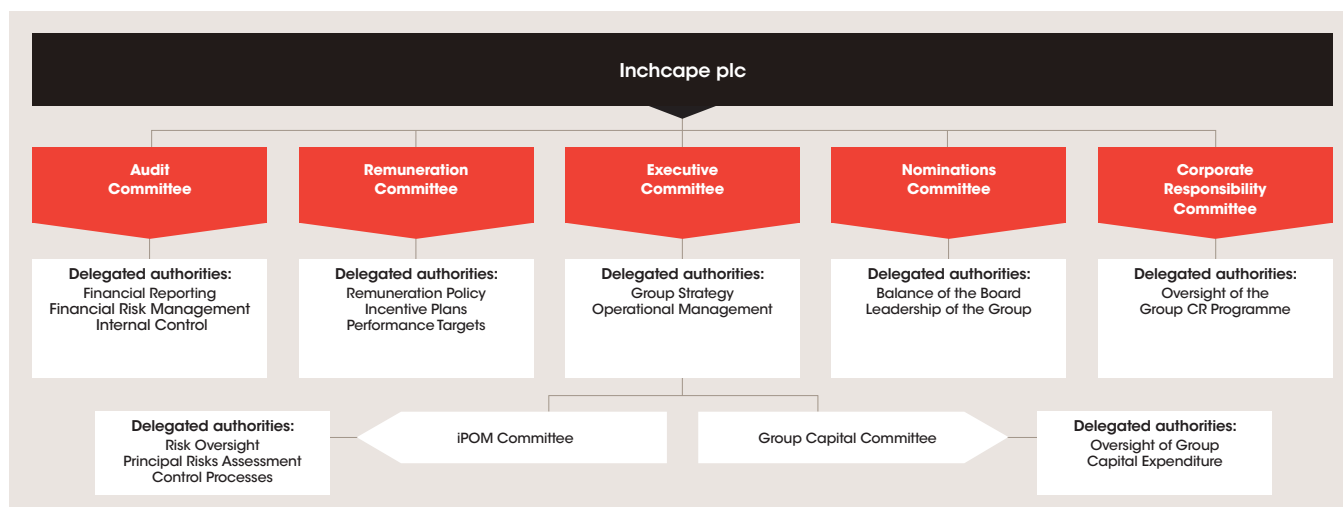 Inchcape plc
Audit
Committee
Remuneration
Committee
Executive
Committee
Nominations
Committee
Corporate
Responsibility
Committee
Delegated authorities:
Financial Reporting
Financial Risk Management
Internal Control
Delegated authorities:
Remuneration Policy
Incentive Plans
Performance Targets
Delegated authorities:
Group Strategy
Operational Management
Delegated authorities:
Balance of the Board
Leadership of the Group
Delegated authorities:
Oversight of the
Group CR Programme
Delegated authorities:
Risk Oversight
Principal Risks Assessment
Control Processes
iPOM Committee
Group Capital Committee
Delegated authorities:
Oversight of Group
Capital Expenditure